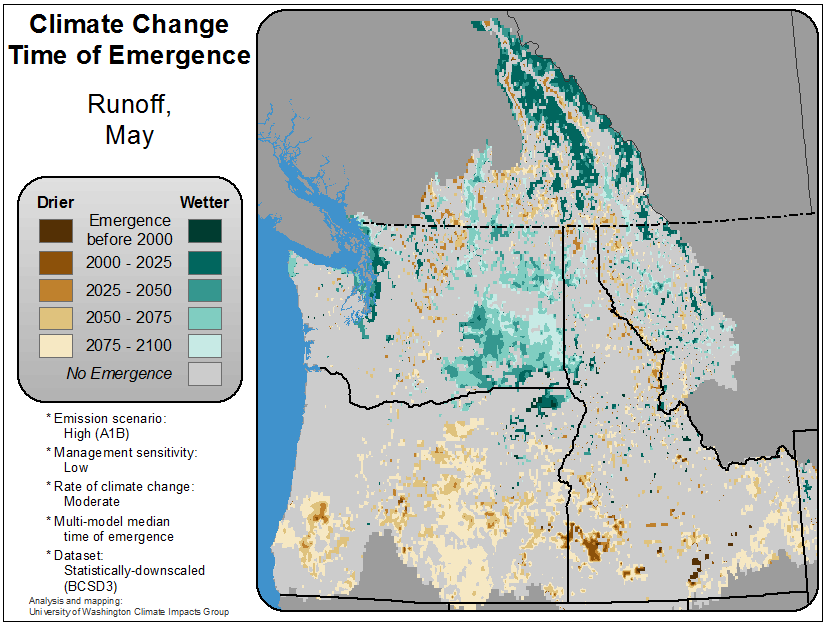 Climate Change
Time of Emergence
Runoff,
May
Drier
Wetter
Emergence
before 2000
2000 - 2025
2025 - 2050
2050 - 2075
2075 - 2100
No Emergence
* Emission scenario:
High (A1B)
* Management sensitivity:
Low
* Rate of climate change:
Moderate
* Multi-model median
time of emergence
* Dataset:
Statistically-downscaled
(BCSD3)
Analysis and mapping:
University of Washington Climate Impacts Group